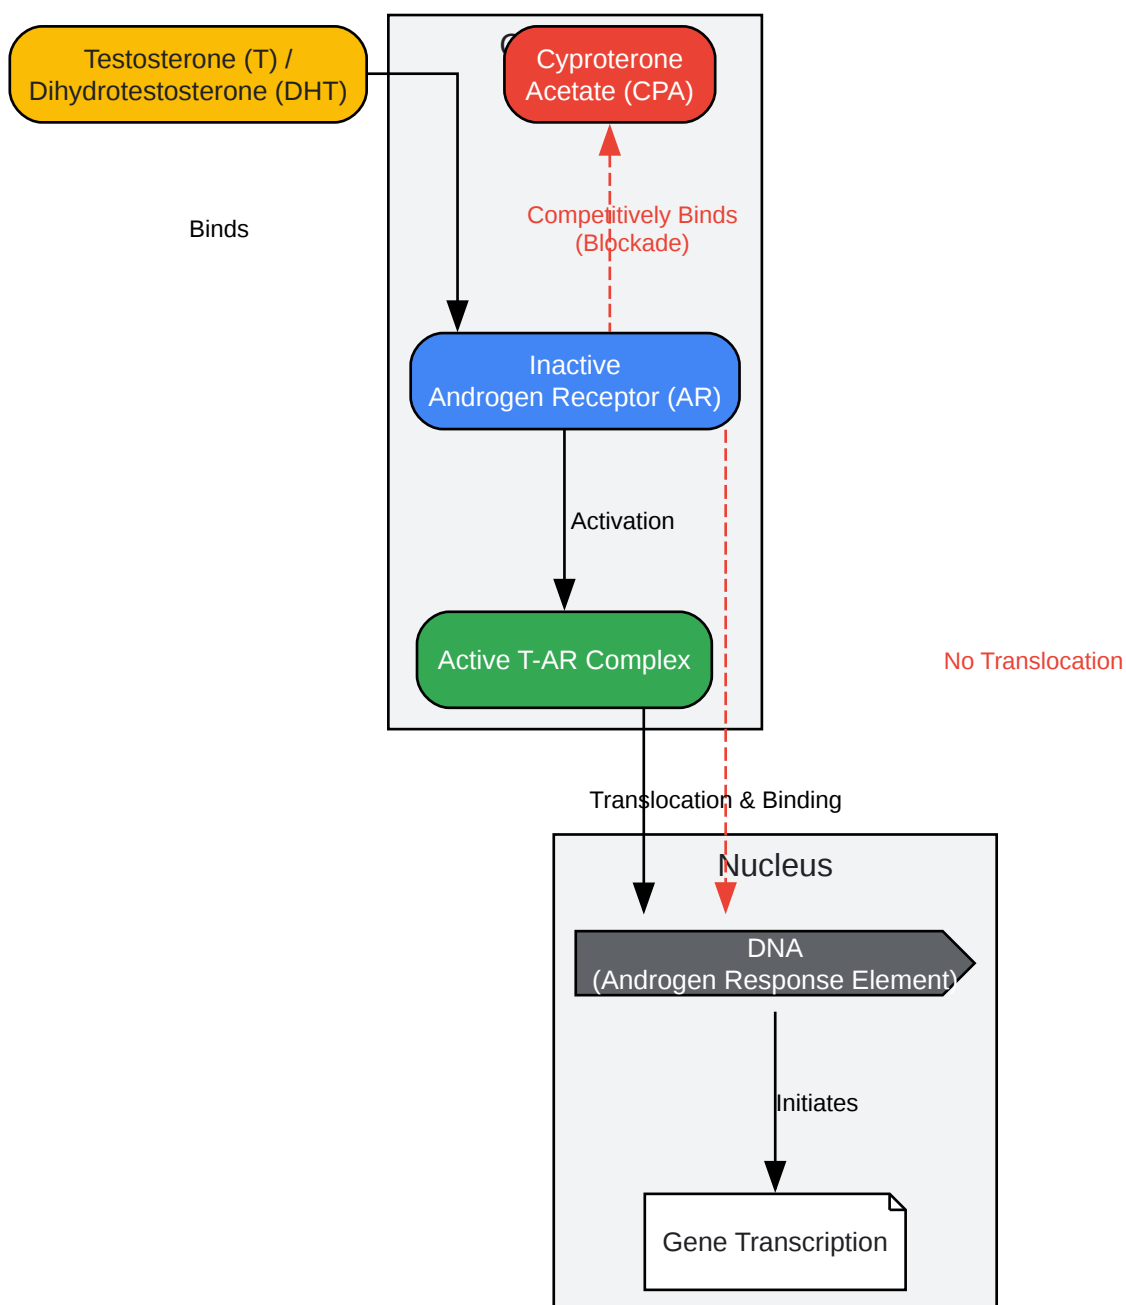 Testosterone (T) /
Dihydrotestosterone (DHT)
Cyproterone
Acetate (CPA)
Binds
Competitively Binds
(Blockade)
Inactive
Androgen Receptor (AR)
Activation
Active T-AR Complex
No Translocation
Translocation & Binding
Nucleus
DNA
(Androgen Response Element)
Initiates
Gene Transcription